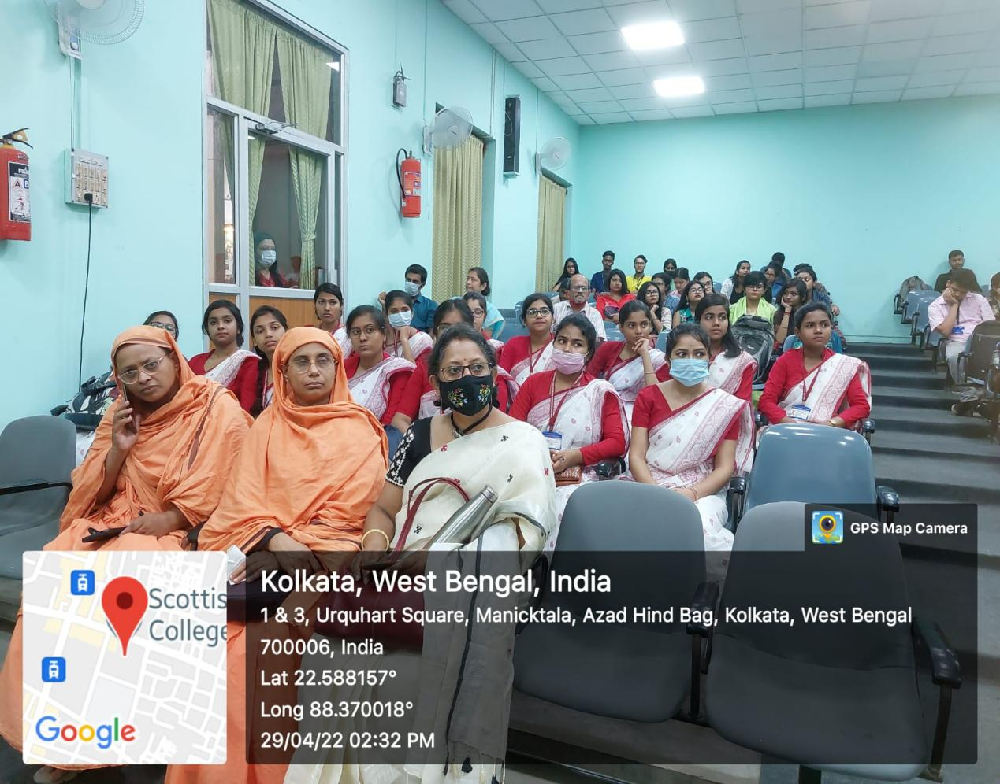 GPS Map Camera
Scottis
College
Google
Kolkata, West Bengal, India
1 & 3, Urquhart Square, Manicktala, Azad Hind Bag, Kolkata, West Bengal
700006, India
Lat 22.588157°
Long 88.370018°
29/04/22 02:32 PM